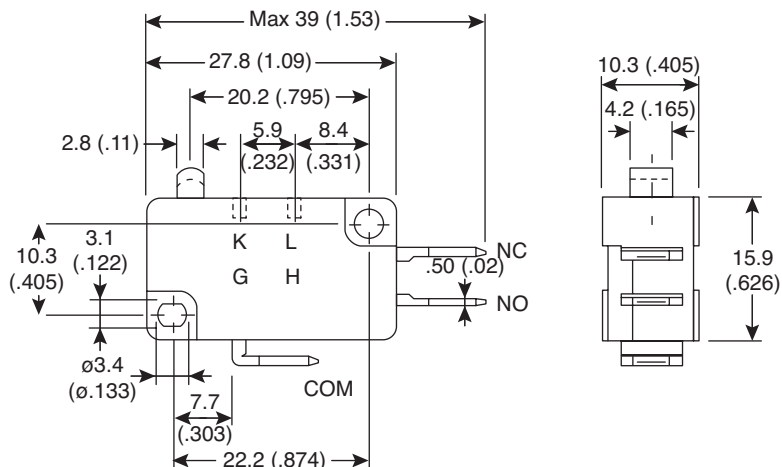 Max 39 (1.53)
27.8 (1.09)
20.2 (.795)
2.8 (.11)
5.9
(.232)
8.4
(.331)
10.3 (.405)
4.2 (.165)
K L
G H
10.3
(.405)
3.1
(.122)
.50 (.02)
NC
NO
15.9
(.626)
ø3.4
(ø.133)
COM
7.7
(.303)
22.2 (.874)